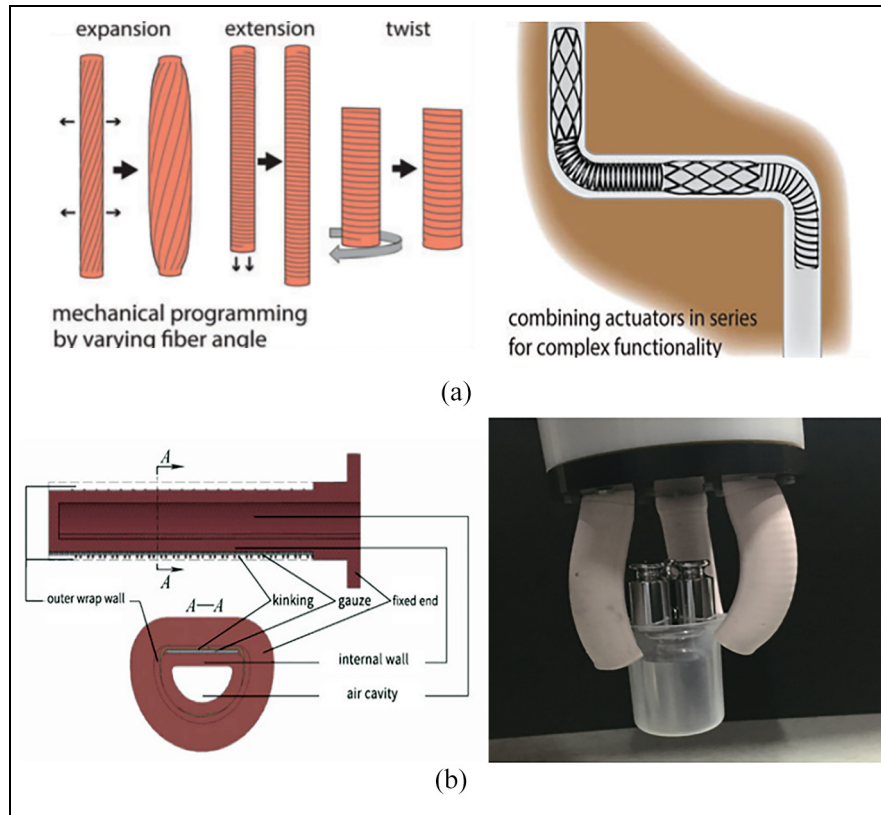 expansion extension twist
mechanical programming
by varying fiber angle
combining actuators in series
for complex functionality
(a)
A
A
outer wrap wall
A—A
kinking
gauze
fixed end
internal wall
air cavity
(b)